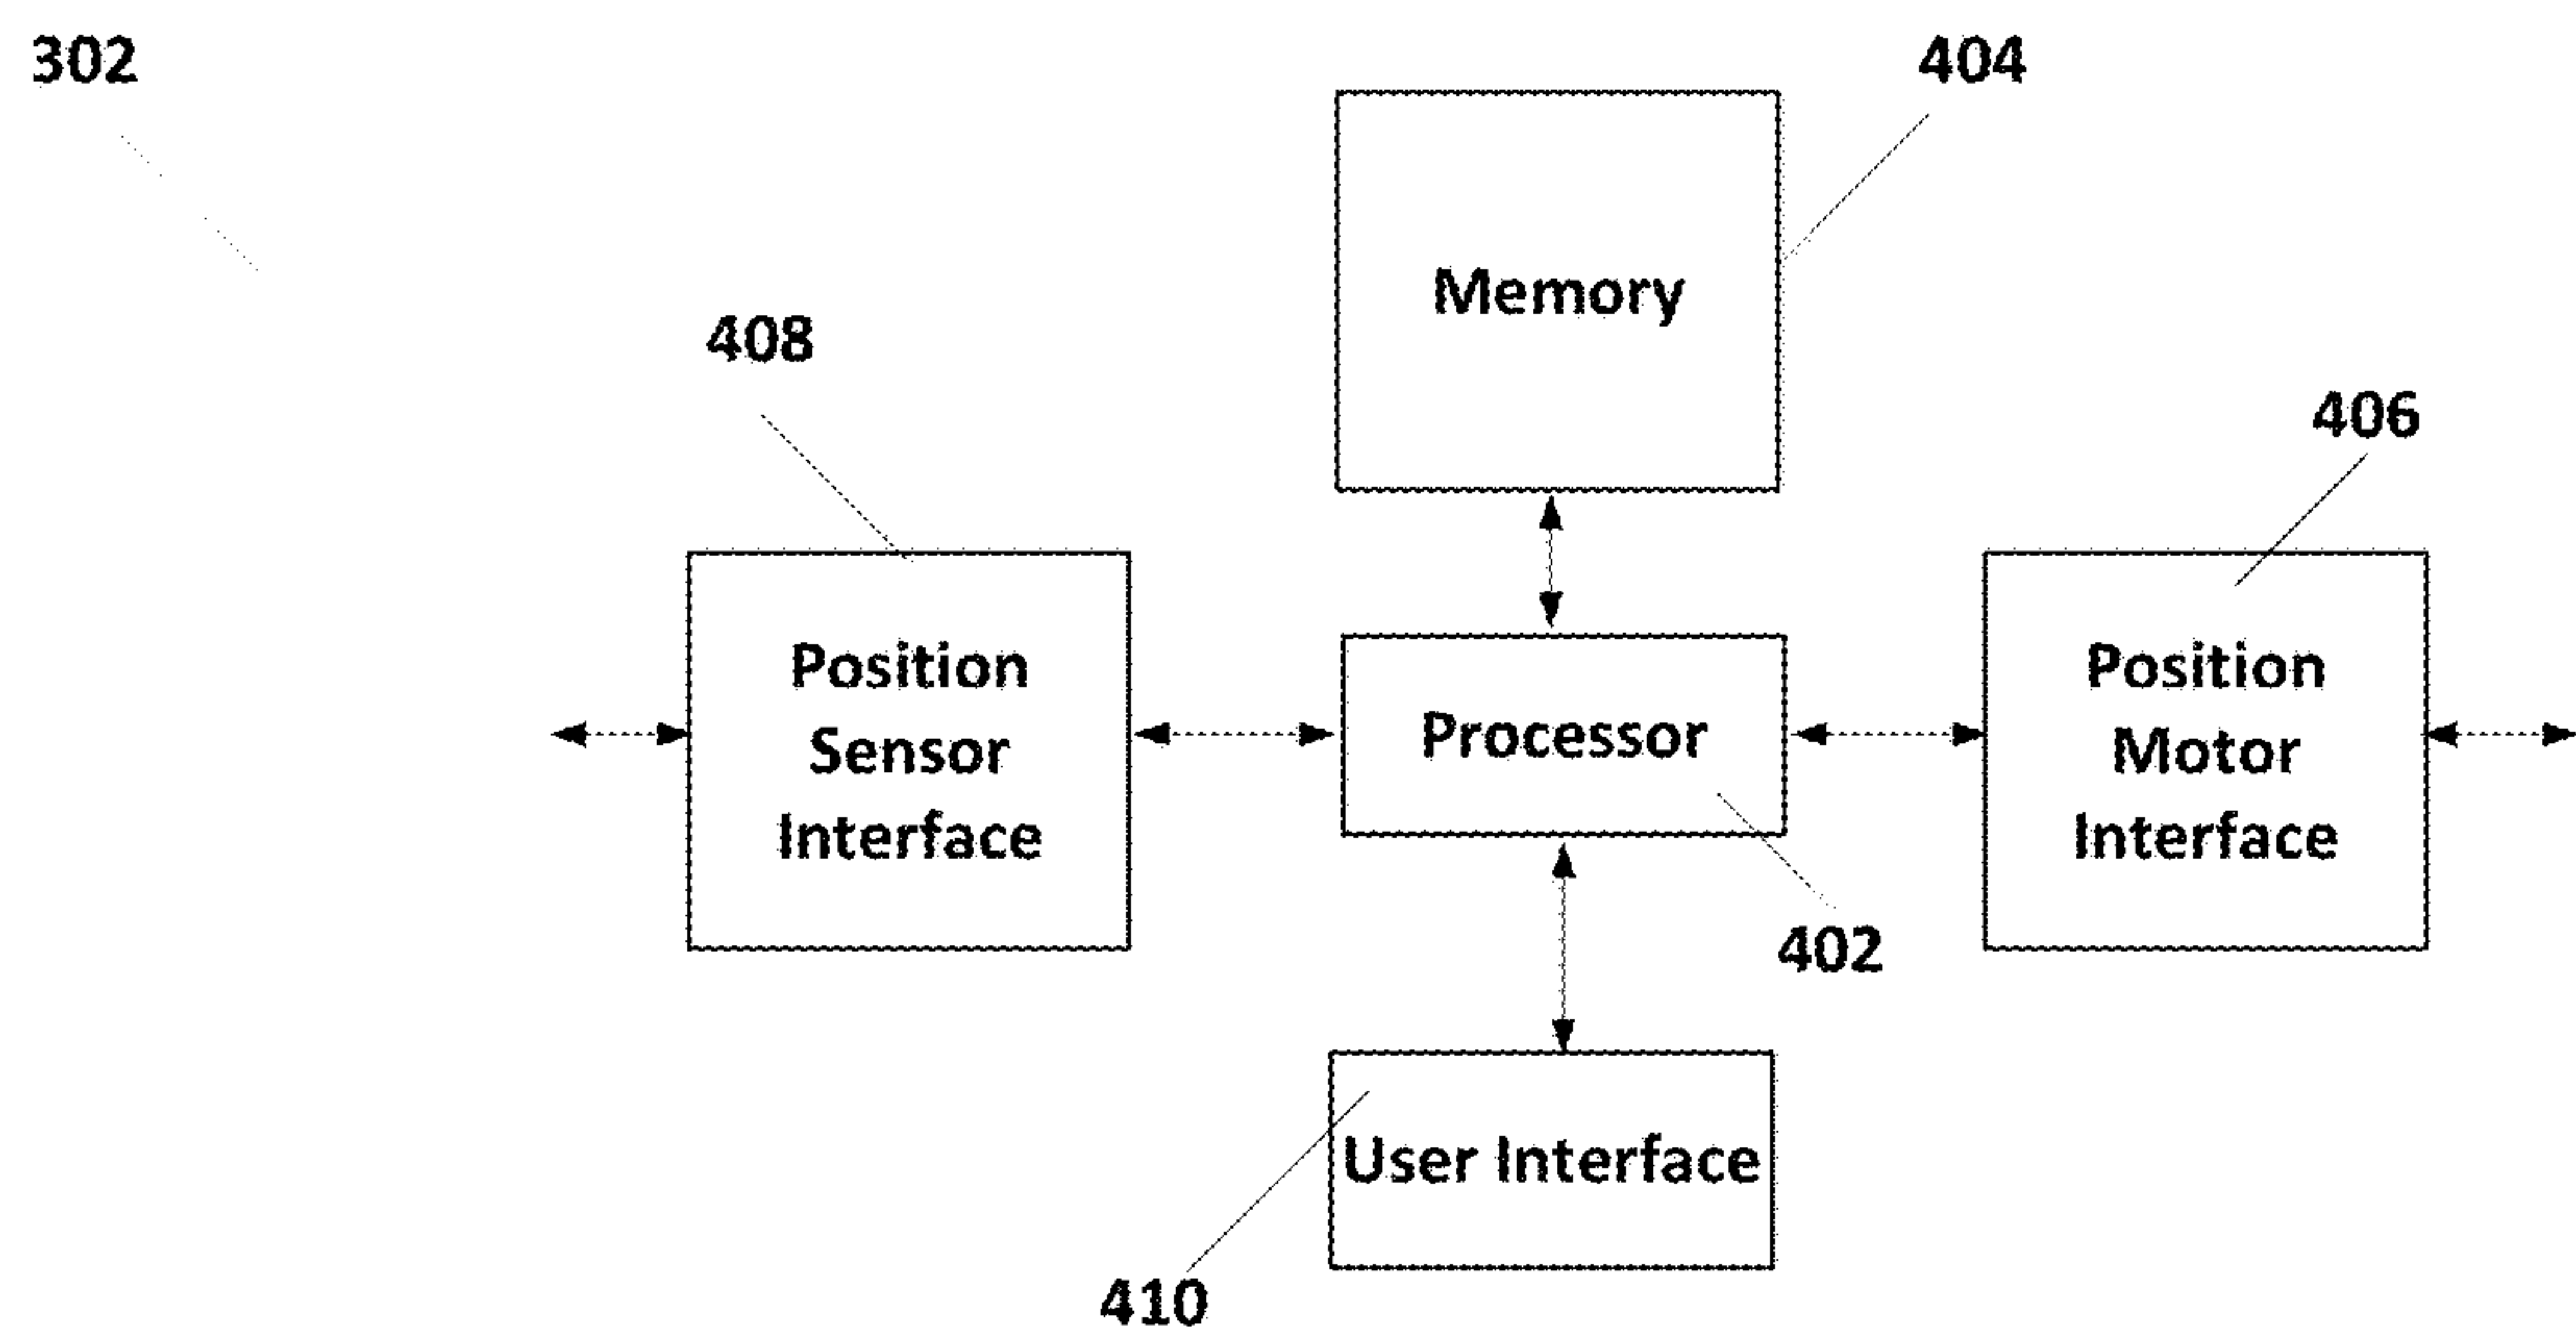 302
404
Memory
408
406
Position
Sensor
Interface
Processor
Position
Motor
Interface
402
User Interface
410